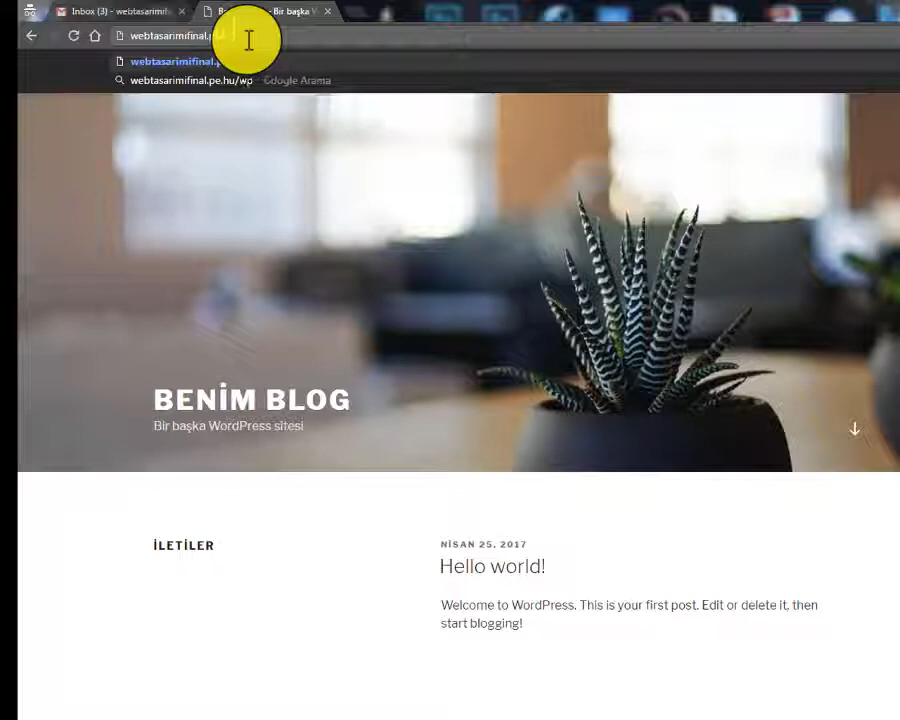 Inbox (3) - webtasarimifi
Bir başka
webtasarimifinal.p
webtasarimifinal.p
webtasarimifinal.pe.hu/wp - Google Arama
BENİM BLOG
Bir başka WordPress sitesi
İLETİLER
NİSAN 25, 2017
Hello world!
Welcome to WordPress. This is your first post. Edit or delete it, then
start blogging!